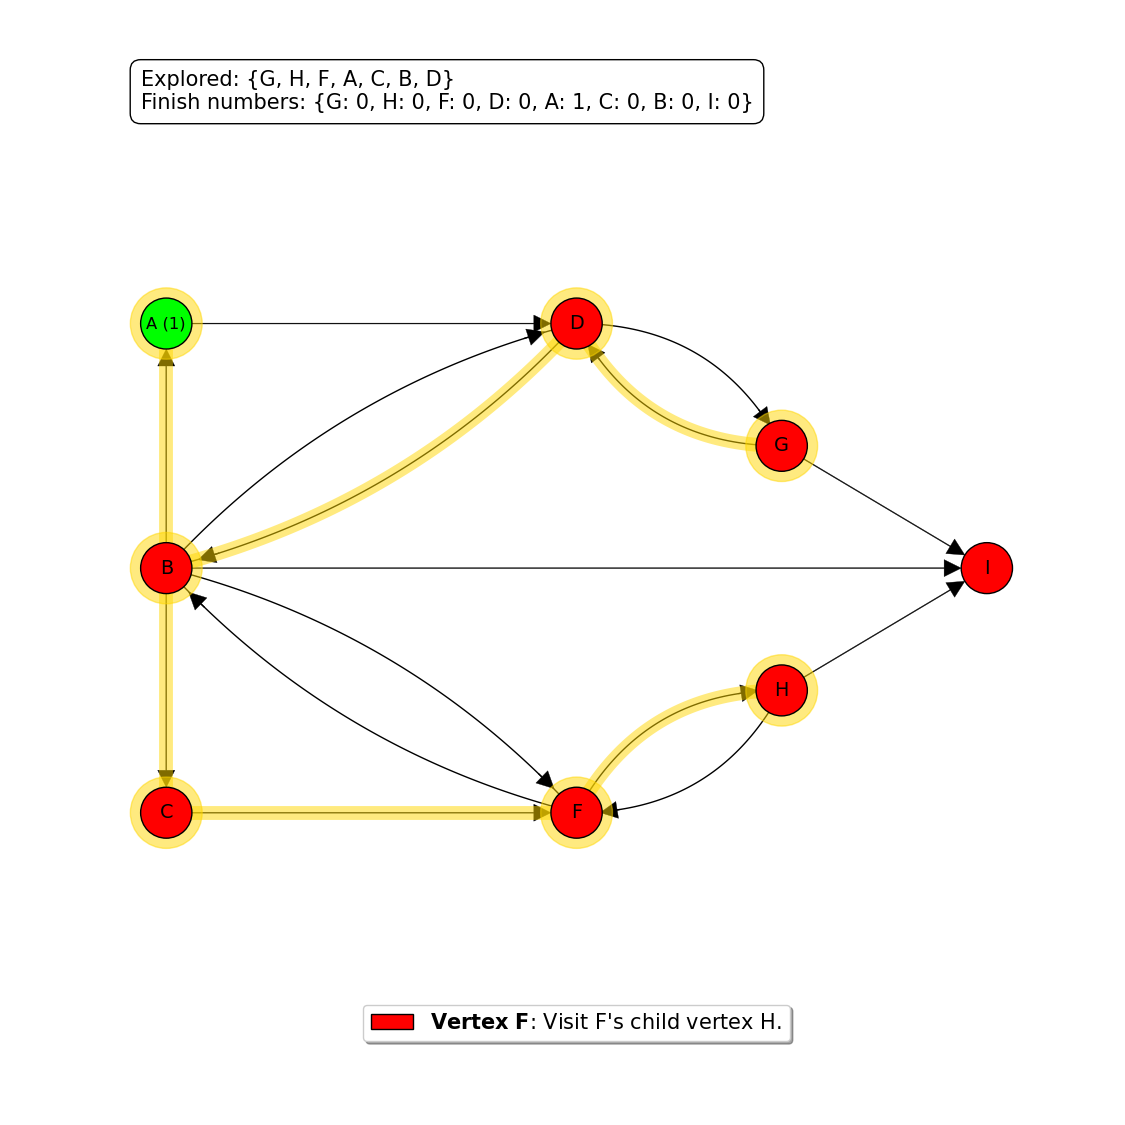 Explored: {G, H, F, A, C, B, D}
Finish numbers: {G: 0, H: 0, F: 0, D: 0, A: 1, C: 0, B: 0, I: 0}
A (1)
D
G
B
I
H
C
F
Vertex F: Visit F's child vertex H.